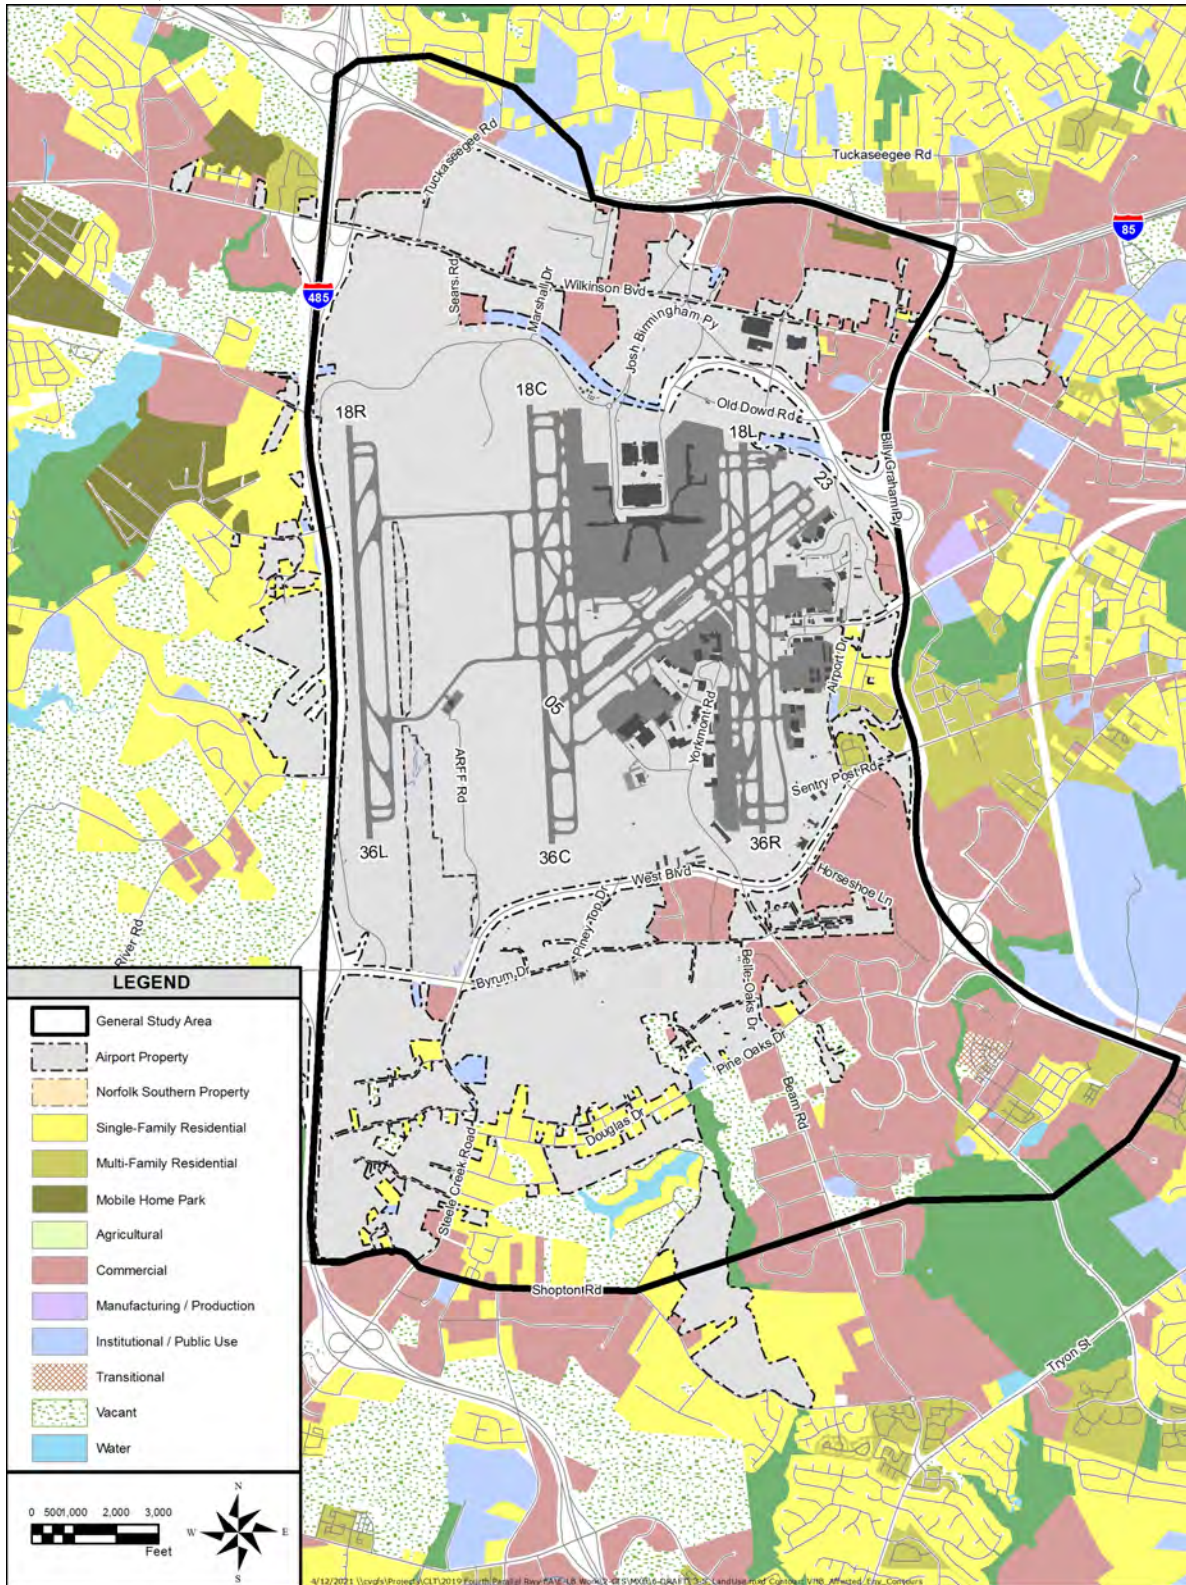 Tuckaseegee Rd
Tuckaseegee Rd
85
485
Sears Rd
Marshall Dr
Wilkinson Blvd
Josh Birmingham Py
18C
18R
Old Dowd Rd
18L
Billy Graham Py
23
Airport Dr
05
Yorkmont Rd
ARFF Rd
Sentry Post Rd
36L
36C
36R
West Blvd
Horseshoe Ln
Piney Top Dr
River Rd
Byrum Dr
Belle Oaks Dr
Pine Oaks Dr
Beam Rd
Douglas Dr
Steele Creek Road
Shopton Rd
Tryon St
LEGEND
General Study Area
Airport Property
Norfolk Southern Property
Single-Family Residential
Multi-Family Residential
Mobile Home Park
Agricultural
Commercial
Manufacturing / Production
Institutional / Public Use
Transitional
Vacant
Water
0 500 1,000 2,000 3,000
Feet
N
W E
S